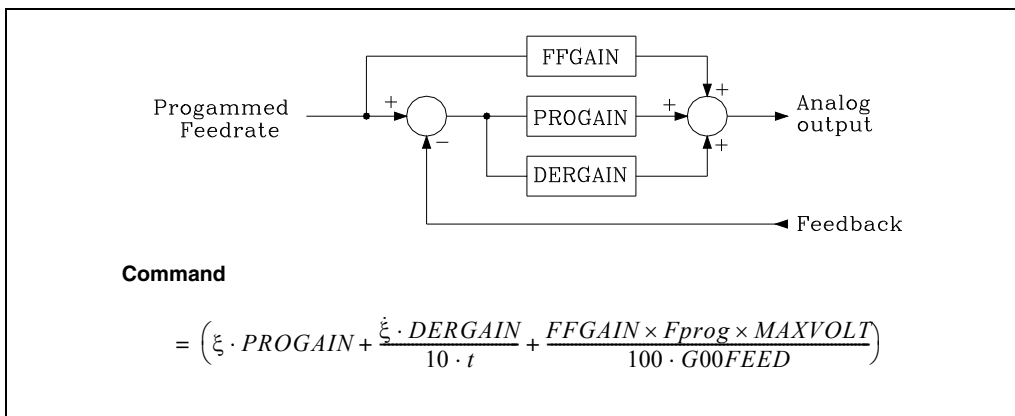 FFGAIN
Progammed
Feedrate
+
−
PROGAIN
DERGAIN
+
+
+
Analog
output
Feedback
Command
= (ξ · PROGAIN + ξ̇ · DERGAIN / 10 · t + FFGAIN × Fprog × MAXVOLT / 100 · G00FEED)